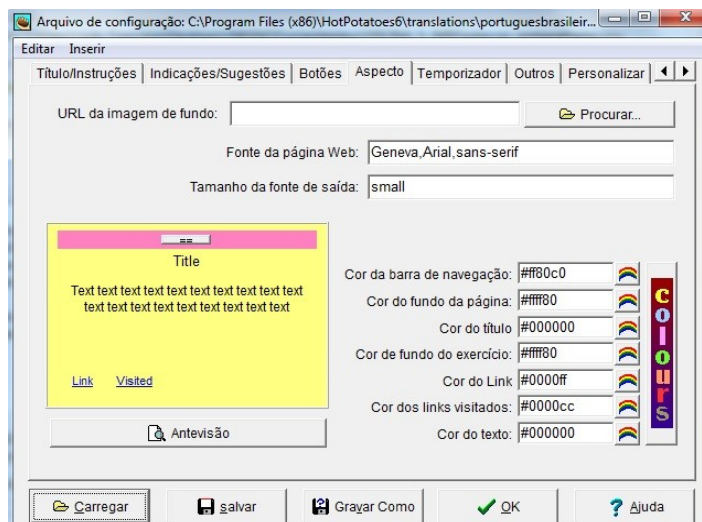 Arquivo de configuração: C:\Program Files (x86)\HotPotatoes6\translations\portuguesbrasileir...
Editar Inserir
Título/Instruções Indicações/Sugestões Botões Aspecto Temporizador Outros Personalizar
URL da imagem de fundo: Procurar...
Fonte da página Web: Geneva,Arial,sans-serif
Tamanho da fonte de saída: small
==
Title
Text text text text text text text text text text
text text text text text text text text text
Link Visited
Antevisão
Cor da barra de navegação: #ff80c0
Cor do fundo da página: #ffff80
Cor do título #000000
Cor de fundo do exercício: #ffff80
Cor do Link #0000ff
Cor dos links visitados: #0000cc
Cor do texto: #000000
Colours
Carregar salvar Gravar Como OK Ajuda